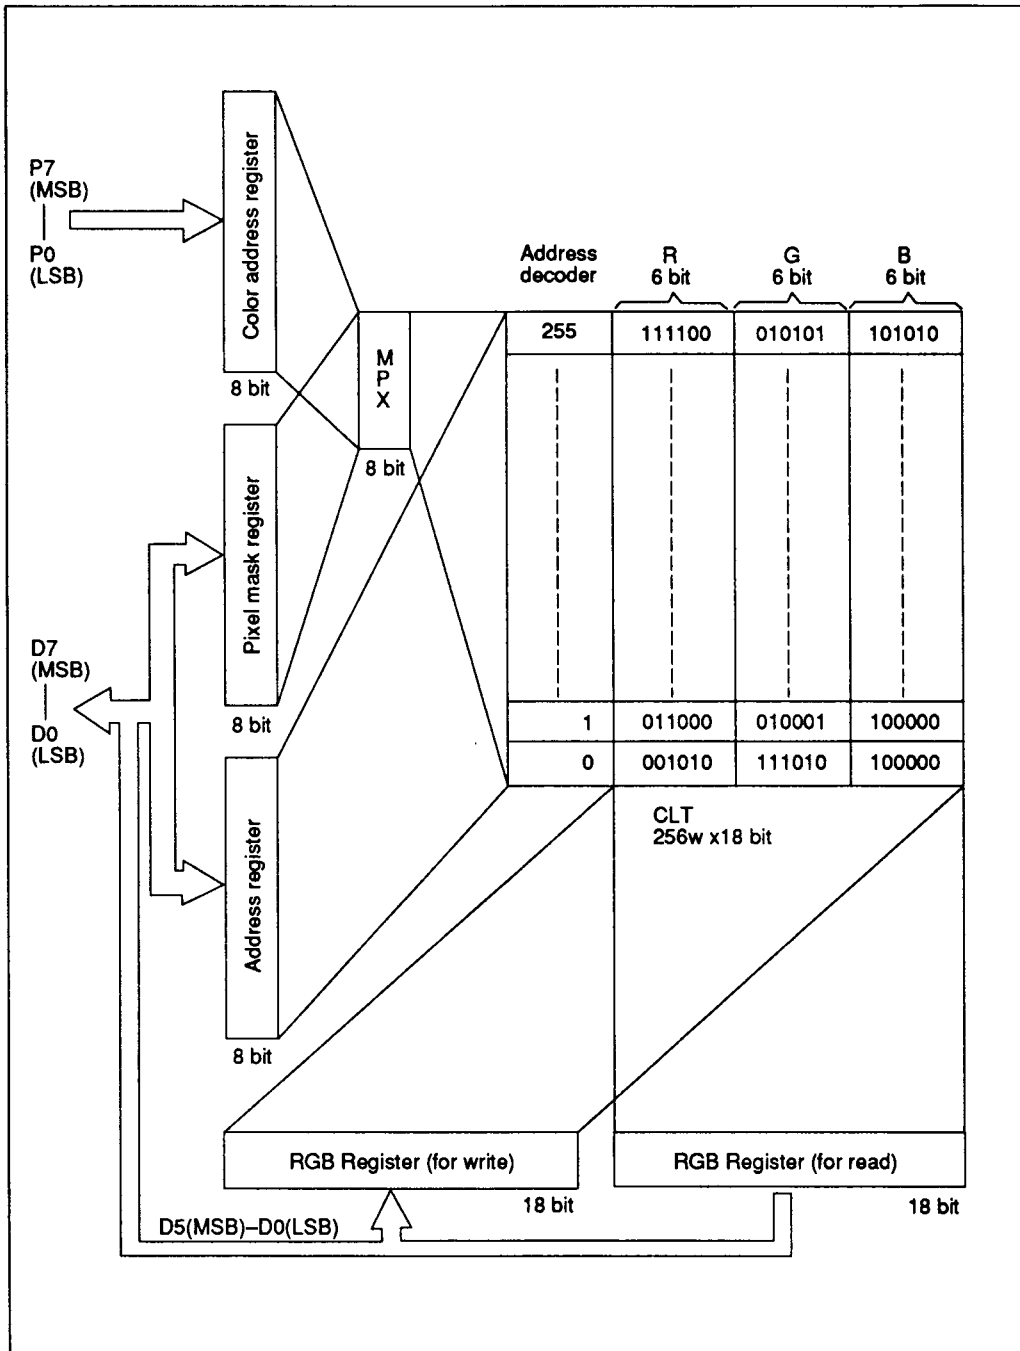 P7
(MSB)
P0
(LSB)
Color address register
8 bit
MPX
8 bit
Pixel mask register
8 bit
D7
(MSB)
D0
(LSB)
Address register
8 bit
Address
decoder
R
6 bit
G
6 bit
B
6 bit
255 111100 010101 101010
1 011000 010001 100000
0 001010 111010 100000
CLT
256w x18 bit
RGB Register (for write)
18 bit
RGB Register (for read)
18 bit
D5(MSB)–D0(LSB)